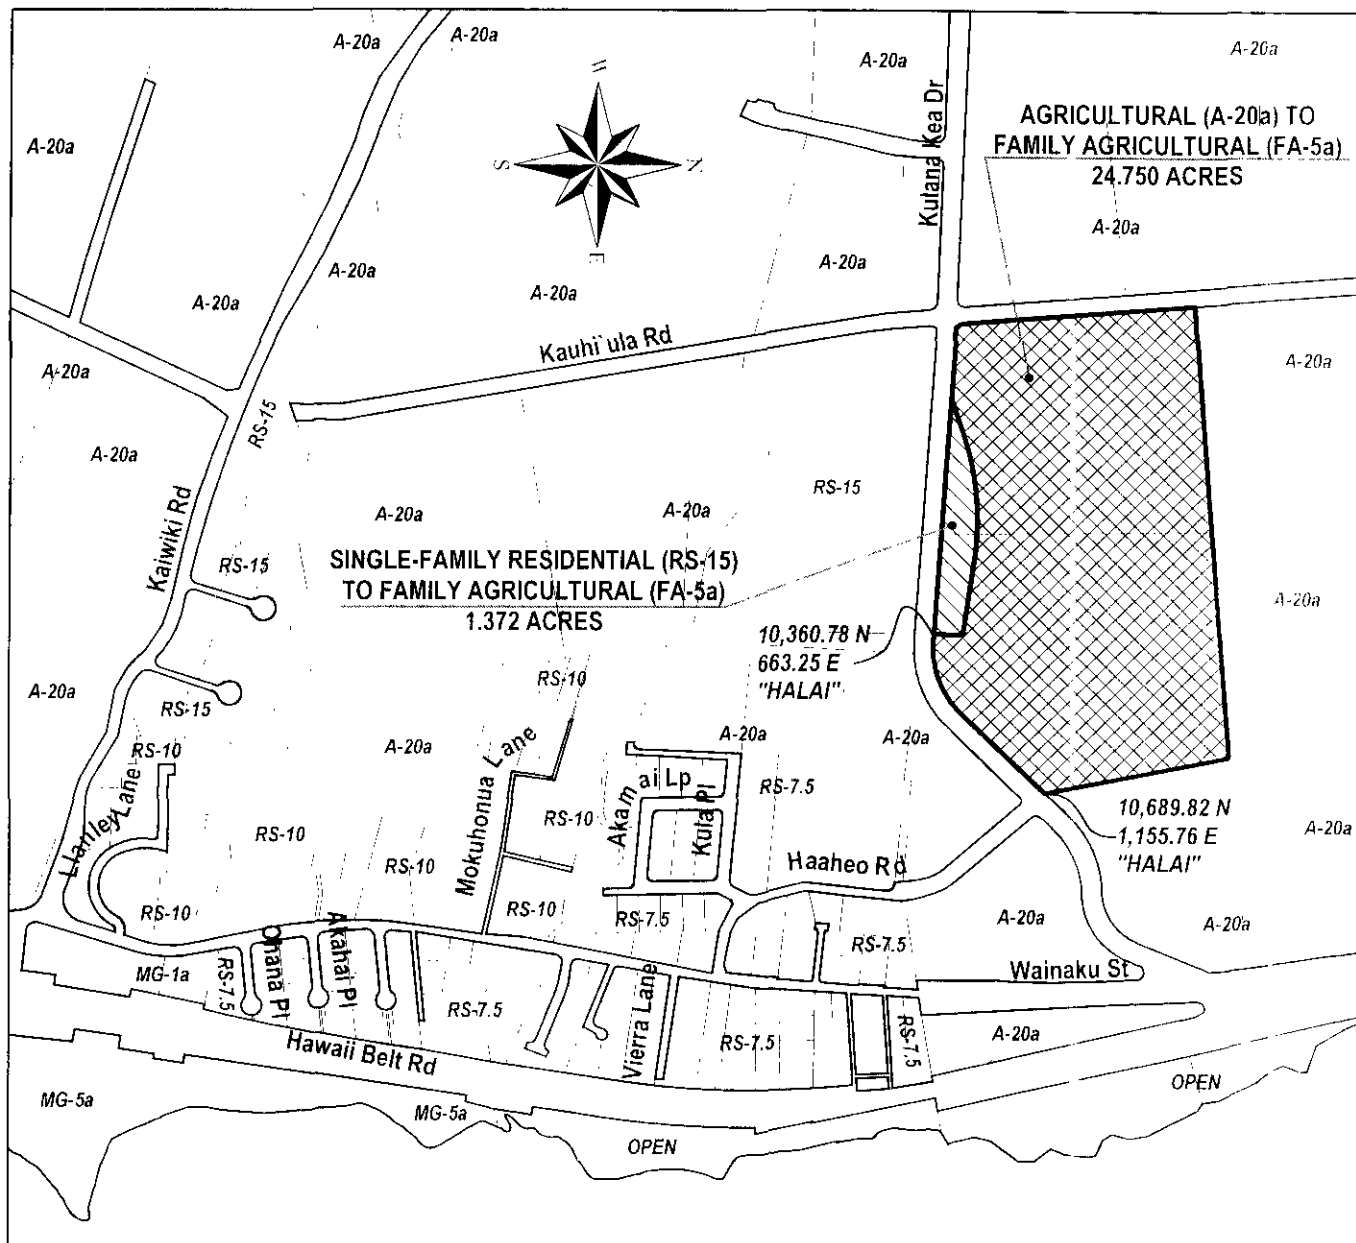 A-20a
A-20a
A-20a
A-20a
AGRICULTURAL (A-20a) TO
FAMILY AGRICULTURAL (FA-5a)
24.750 ACRES
Kulana Kea Dr
A-20a
W
S
N
E
A-20a
A-20a
A-20a
A-20a
A-20a
Kauhi`ula Rd
A-20a
A-20a
RS-15
A-20a
RS-15
A-20a
A-20a
Kaiwiki Rd
RS-15
SINGLE-FAMILY RESIDENTIAL (RS-15)
TO FAMILY AGRICULTURAL (FA-5a)
1.372 ACRES
A-20a
10,360.78 N
663.25 E
"HALAI"
A-20a
RS-15
RS-10
RS-10
A-20a
A-20a
A-20a
Llanley Lane
Mokuhonua Lane
Akamai Lp
Kula Pl
RS-7.5
10,689.82 N
1,155.76 E
"HALAI"
RS-10
RS-10
RS-10
Haaheo Rd
A-20a
RS-10
RS-10
RS-7.5
A-20a
A-20a
RS-7.5
Ohana Pl
Akahai Pl
MG-1a
RS-7.5
RS-7.5
Wainaku St
Vierra Lane
RS-7.5
RS-7.5
A-20a
Hawaii Belt Rd
MG-5a
MG-5a
OPEN
OPEN